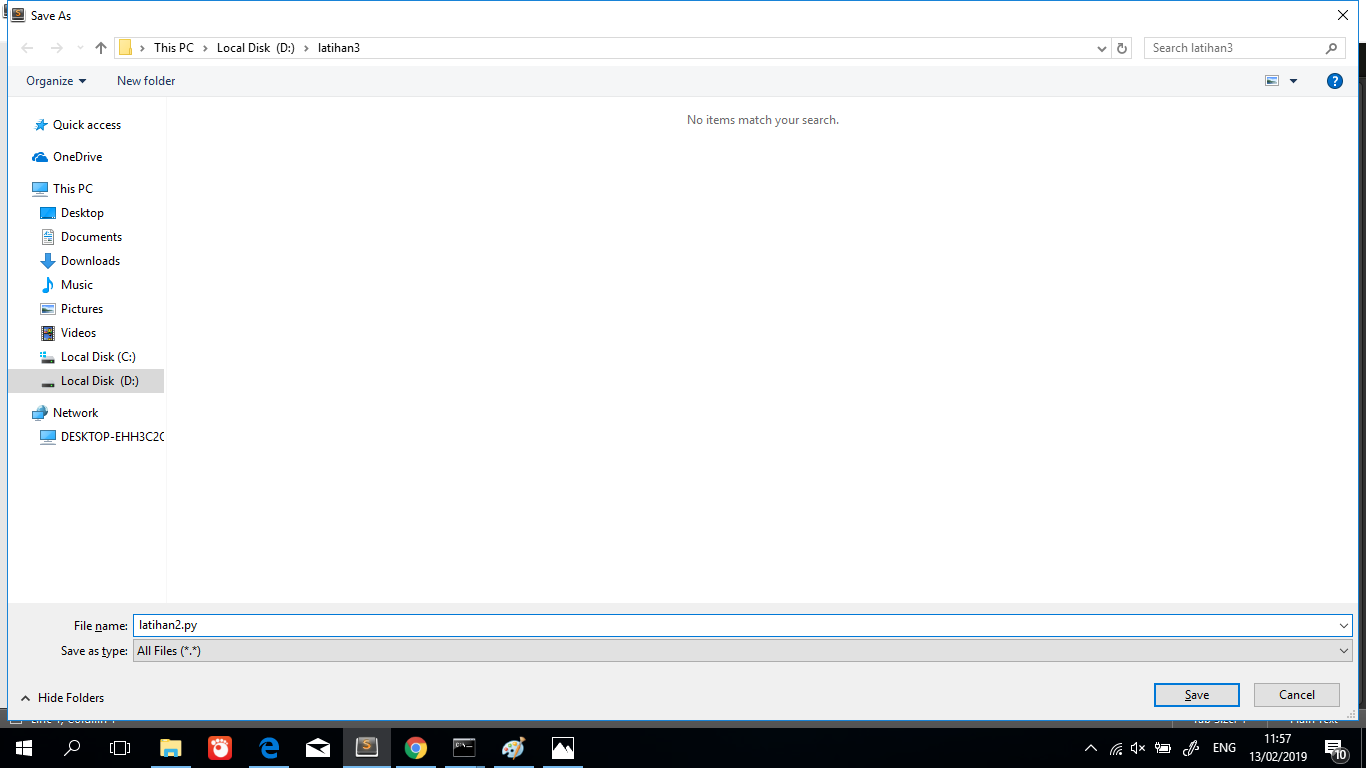 Save As
This PC > Local Disk (D:) > latihan3
Search latihan3
Organize
New folder
No items match your search.
Quick access
OneDrive
This PC
Desktop
Documents
Downloads
Music
Pictures
Videos
Local Disk (C:)
Local Disk (D:)
Network
DESKTOP-EHH3C2
File name: latihan2.py
Save as type: All Files (*.*)
Hide Folders
Save
Cancel
ENG
11:57
13/02/2019
10